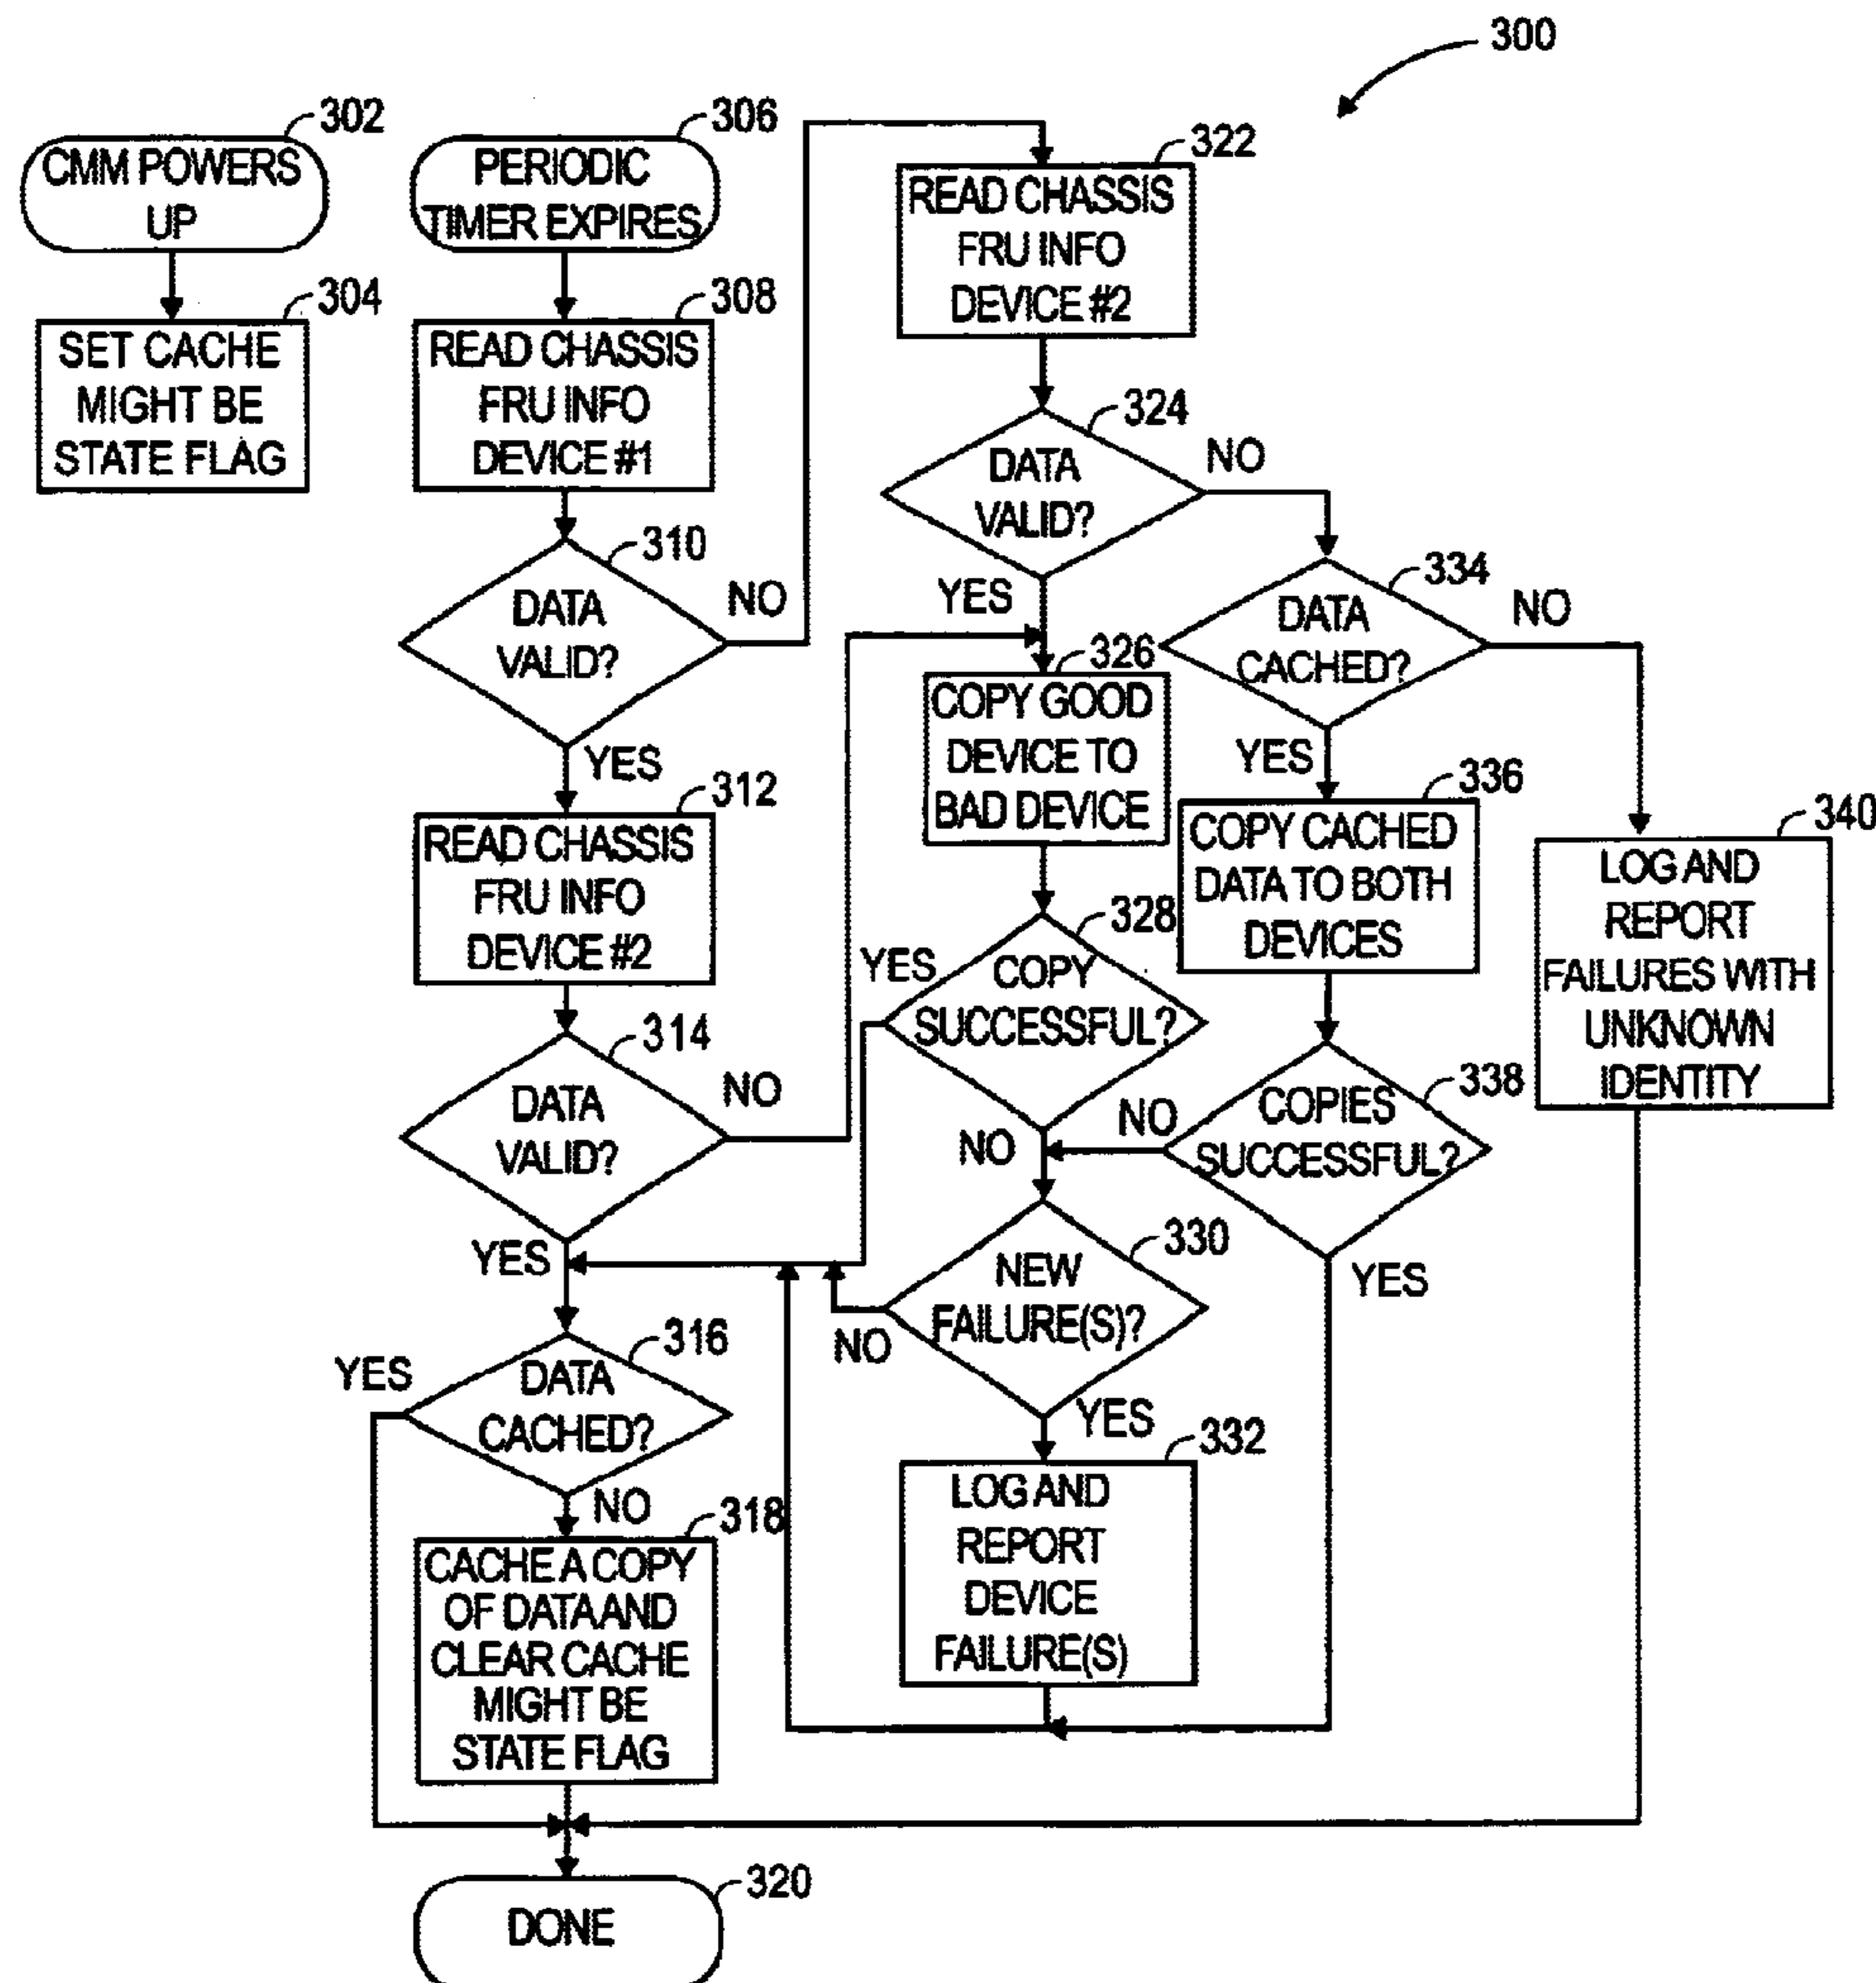 300
302
CMM POWERS
UP
304
SET CACHE
MIGHT BE
STATE FLAG
306
PERIODIC
TIMER EXPIRES
308
READ CHASSIS
FRU INFO
DEVICE #1
310
DATA
VALID?
NO
YES
312
READ CHASSIS
FRU INFO
DEVICE #2
314
DATA
VALID?
NO
YES
316
DATA
CACHED?
YES
NO
318
CACHE A COPY
OF DATA AND
CLEAR CACHE
MIGHT BE
STATE FLAG
320
DONE
322
READ CHASSIS
FRU INFO
DEVICE #2
324
DATA
VALID?
NO
YES
326
COPY GOOD
DEVICE TO
BAD DEVICE
328
COPY
SUCCESSFUL?
YES
NO
330
NEW
FAILURE(S)?
NO
YES
332
LOG AND
REPORT
DEVICE
FAILURE(S)
334
DATA
CACHED?
NO
YES
336
COPY CACHED
DATA TO BOTH
DEVICES
338
COPIES
SUCCESSFUL?
NO
YES
340
LOG AND
REPORT
FAILURES WITH
UNKNOWN
IDENTITY